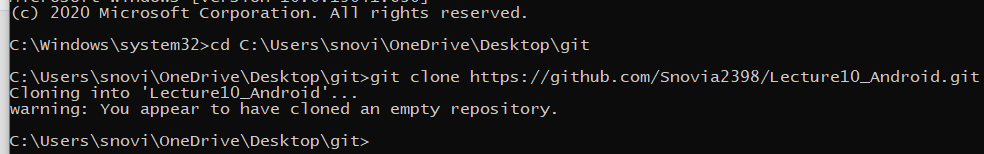 (c) 2020 Microsoft Corporation. All rights reserved.
C:\Windows\system32>cd C:\Users\snovi\OneDrive\Desktop\git
C:\Users\snovi\OneDrive\Desktop\git>git clone https://github.com/Snovia2398/Lecture10_Android.git
Cloning into 'Lecture10_Android'...
warning: You appear to have cloned an empty repository.
C:\Users\snovi\OneDrive\Desktop\git>